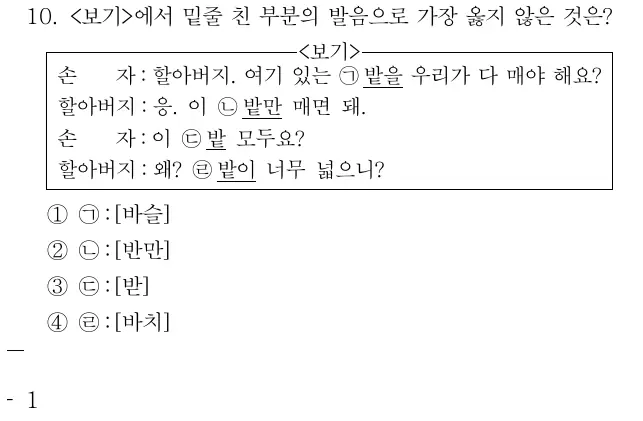 10. <보기>에서 밑줄 친 부분의 발음으로 가장 옳지 않은 것은?
<보기>
손 자 : 할아버지. 여기 있는 ㉠ 밭을 우리가 다 매야 해요?
할아버지 : 응. 이 ㉡ 밭만 매면 돼.
손 자 : 이 ㉢ 밭 모두요?
할아버지 : 왜? ㉣ 밭이 너무 넓으니?
① ㉠ : [바슬]
② ㉡ : [반만]
③ ㉢ : [받]
④ ㉣ : [바치]
- 1